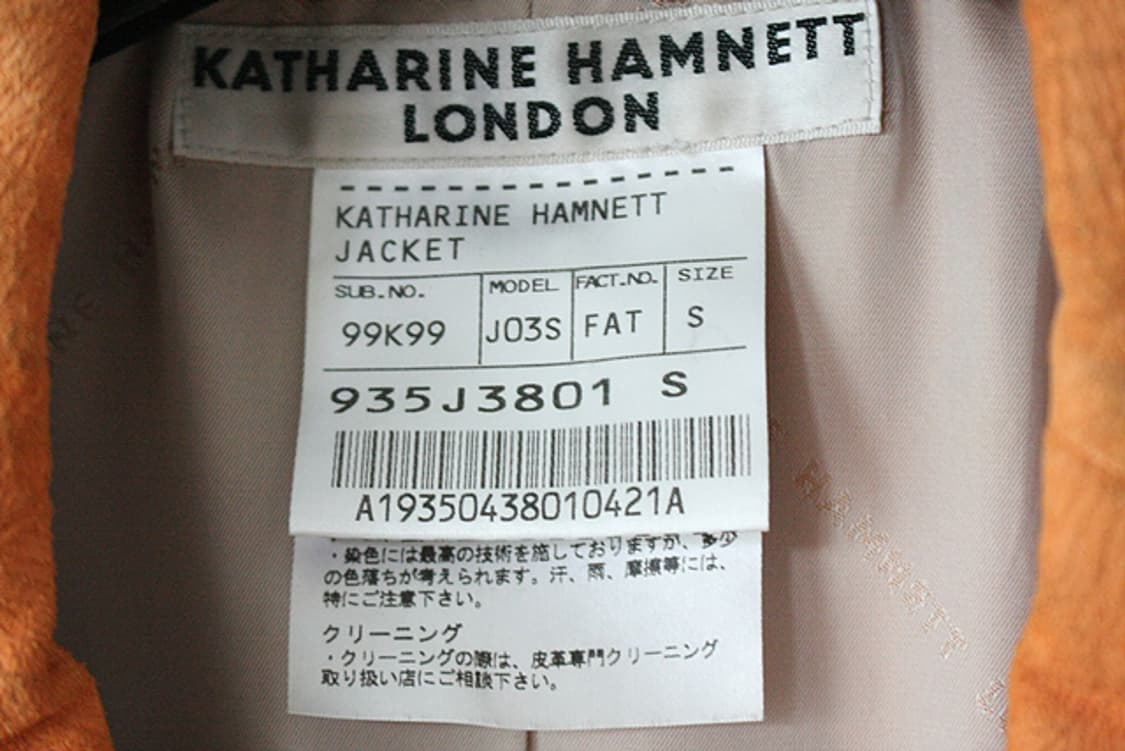 KATHARINE HAMNETT
LONDON
KATHARINE HAMNETT
JACKET
SUB.NO. MODEL FACT.NO. SIZE
99K99 J03S FAT S
935J3801 S
A19350438010421A
・染色には最高の技術を施しておりますが、多少
の色落ちが考えられます。汗、雨、摩擦等には、
特にご注意下さい。
クリーニング
・クリーニングの際は、皮革専門クリーニング
取り扱い店にご相談下さい。
HAMNETT